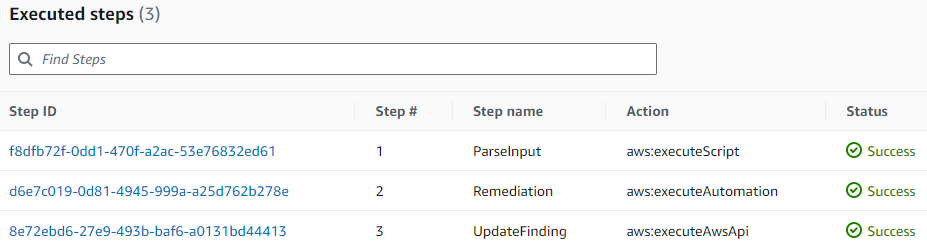 Executed steps (3)
Find Steps
Step ID Step # Step name Action Status
f8dfb72f-0dd1-470f-a2ac-53e76832ed61 1 ParseInput aws:executeScript Success
d6e7c019-0d81-4945-999a-a25d762b278e 2 Remediation aws:executeAutomation Success
8e72ebd6-27e9-493b-baf6-a0131bd44413 3 UpdateFinding aws:executeAwsApi Success